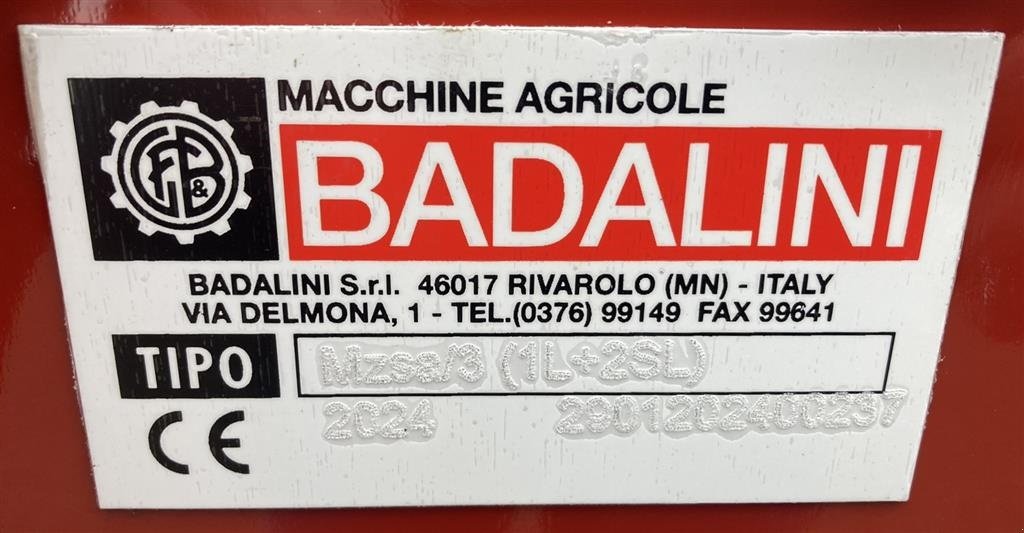 MACCHINE AGRICOLE
F&B
BADALINI
BADALINI S.r.l. 46017 RIVAROLO (MN) - ITALY
VIA DELMONA, 1 - TEL.(0376) 99149 FAX 99641
TIPO Mzsa/3 (1L+2SL)
CE 2024 2901202400237